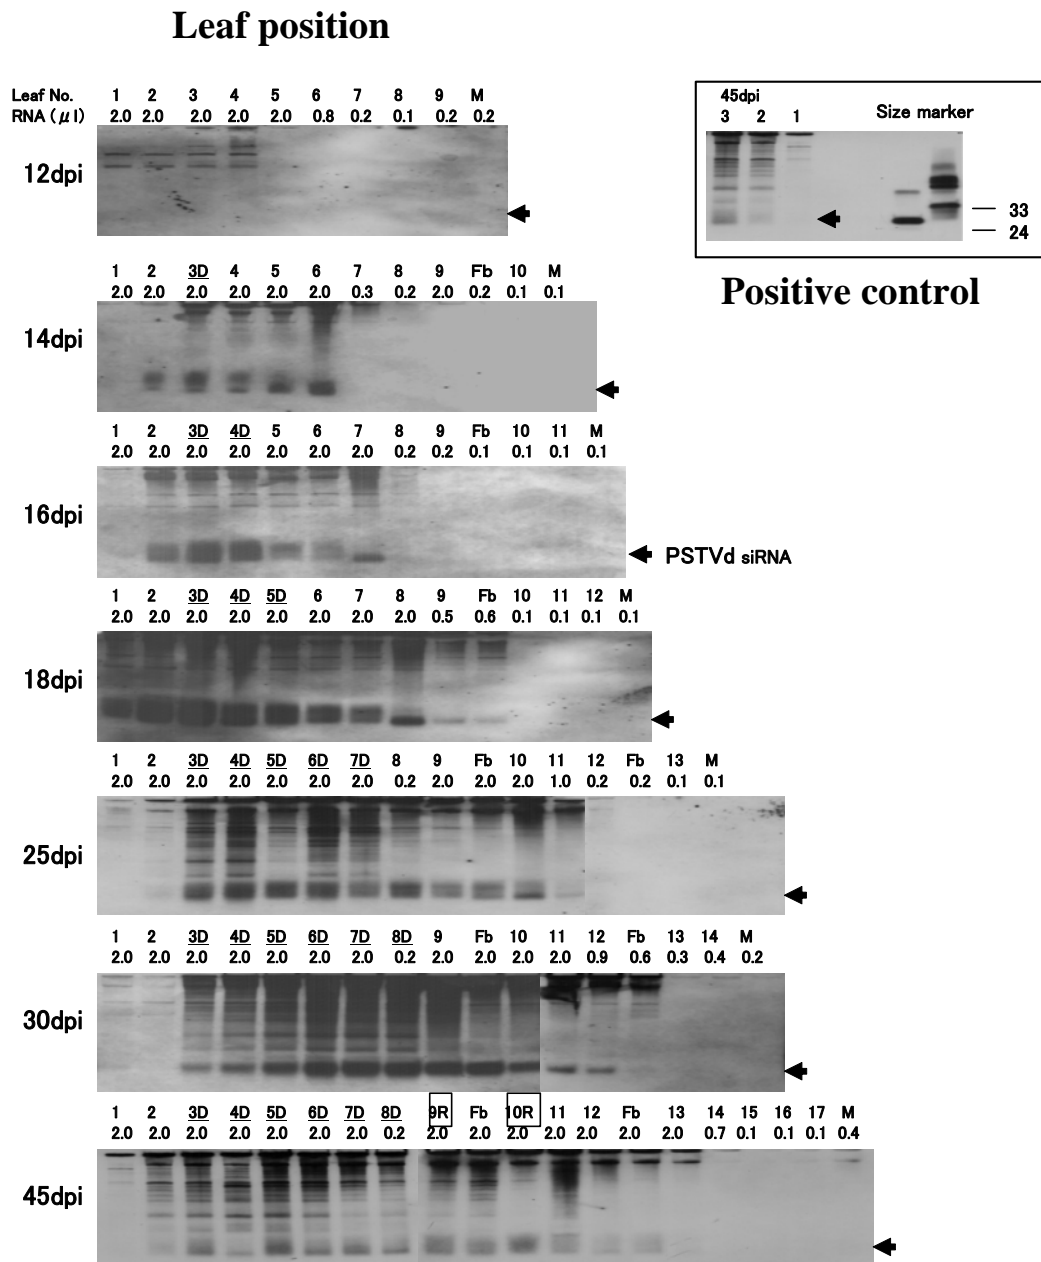 Leaf position
Leaf No. 1 2 3 4 5 6 7 8 9 M
RNA (μl) 2.0 2.0 2.0 2.0 2.0 0.8 0.2 0.1 0.2 0.2
12dpi
45dpi
3 2 1 Size marker
33
24
Positive control
1 2 3D 4 5 6 7 8 9 Fb 10 M
2.0 2.0 2.0 2.0 2.0 2.0 0.3 0.2 2.0 0.2 0.1 0.1
14dpi
1 2 3D 4D 5 6 7 8 9 Fb 10 11 M
2.0 2.0 2.0 2.0 2.0 2.0 2.0 0.2 0.2 0.1 0.1 0.1 0.1
16dpi
PSTVd siRNA
1 2 3D 4D 5D 6 7 8 9 Fb 10 11 12 M
2.0 2.0 2.0 2.0 2.0 2.0 2.0 2.0 0.5 0.6 0.1 0.1 0.1 0.1
18dpi
1 2 3D 4D 5D 6D 7D 8 9 Fb 10 11 12 Fb 13 M
2.0 2.0 2.0 2.0 2.0 2.0 2.0 0.2 2.0 2.0 2.0 1.0 0.2 0.2 0.1 0.1
25dpi
1 2 3D 4D 5D 6D 7D 8D 9 Fb 10 11 12 Fb 13 14 M
2.0 2.0 2.0 2.0 2.0 2.0 2.0 0.2 2.0 2.0 2.0 2.0 0.9 0.6 0.3 0.4 0.2
30dpi
1 2 3D 4D 5D 6D 7D 8D 9R Fb 10R 11 12 Fb 13 14 15 16 17 M
2.0 2.0 2.0 2.0 2.0 2.0 2.0 0.2 2.0 2.0 2.0 2.0 2.0 2.0 2.0 0.7 0.1 0.1 0.1 0.4
45dpi